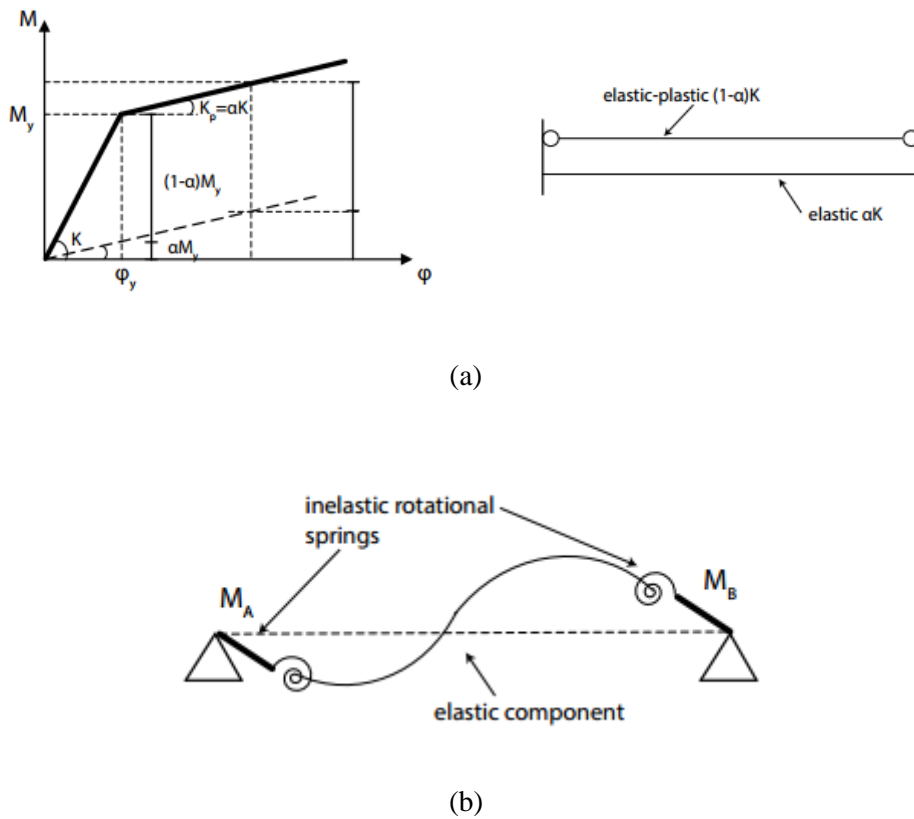 M
M_y
K_p=αK
(1-α)M_y
K
αM_y
φ_y
φ
elastic-plastic (1-α)K
elastic αK
(a)
inelastic rotational
springs
M_A
M_B
elastic component
(b)